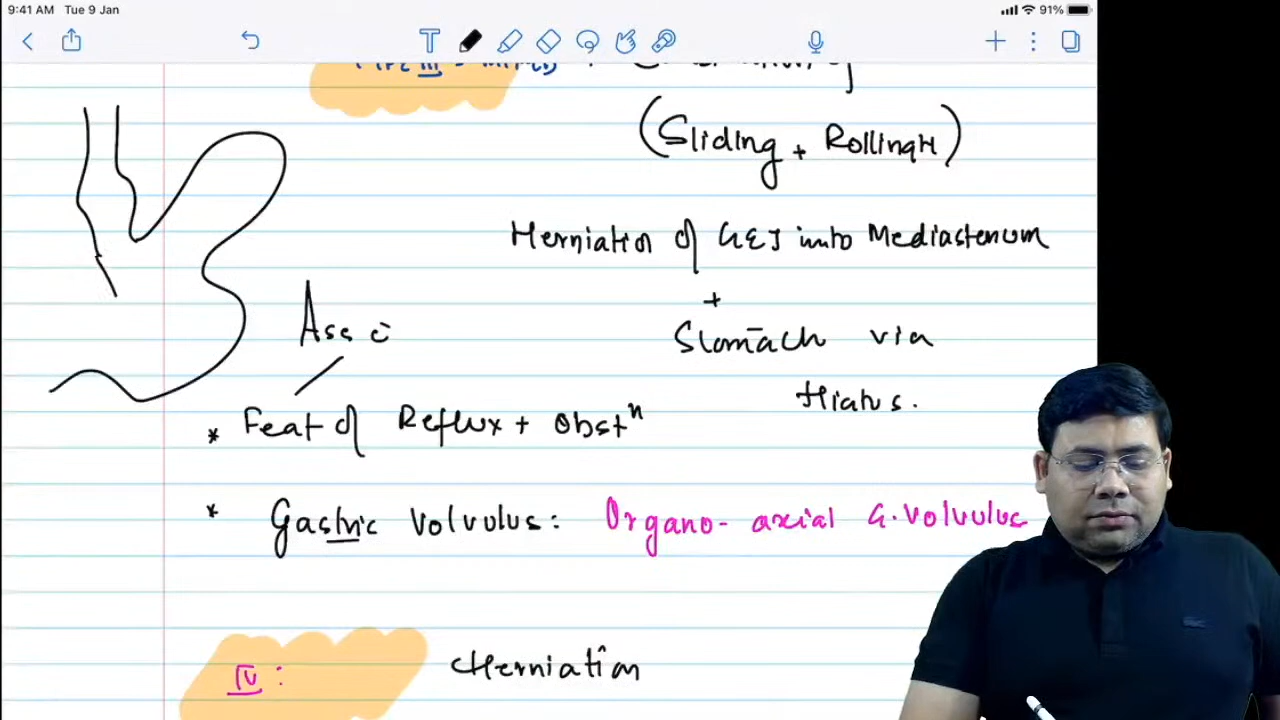 9:41 AM Tue 9 Jan
91%
T
(Sliding + Rolling H)
Herniation of GEJ into Mediastenum
+
Stomach via
Hiatus.
Ass c̄
* Feat of Reflux + Obstⁿ
* Gastric Volvulus: Organo-axial G. Volvulus
IV : Herniation